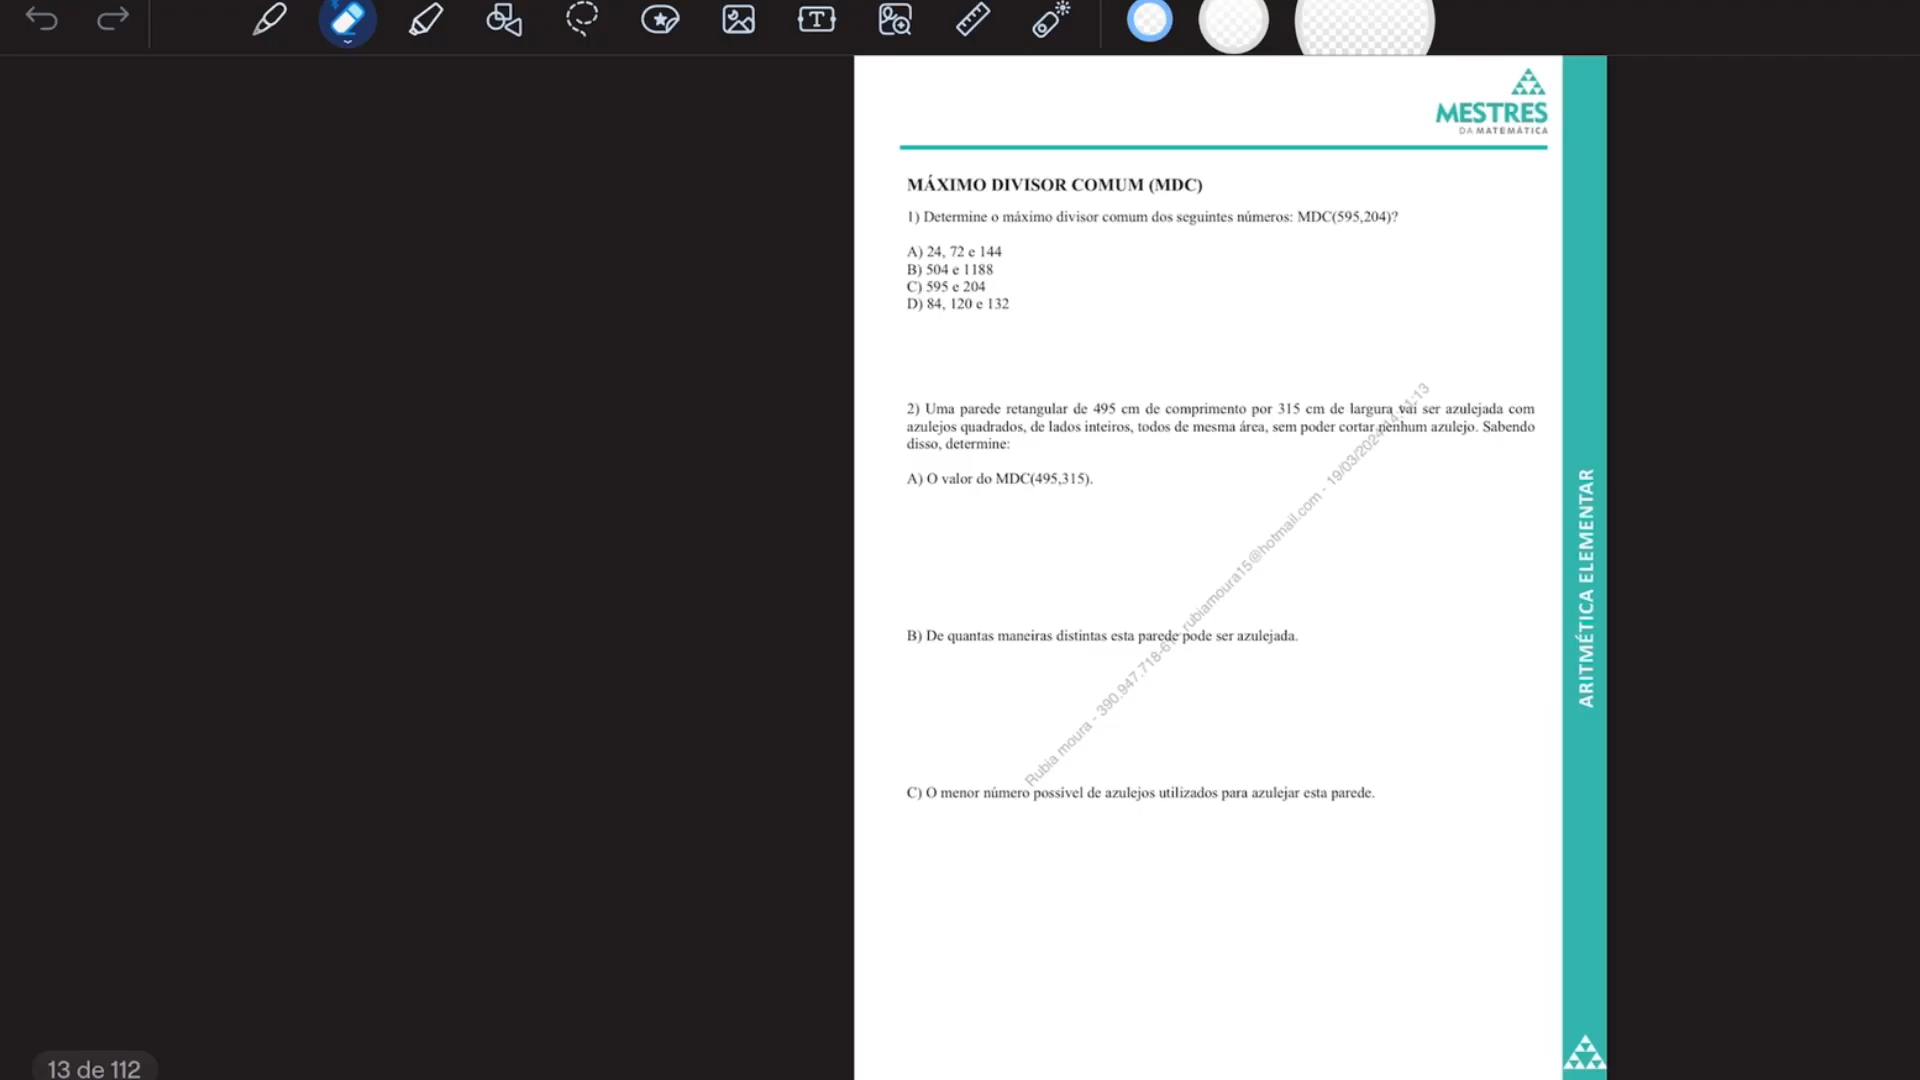 MESTRES
DA MATEMÁTICA
MÁXIMO DIVISOR COMUM (MDC)
1) Determine o máximo divisor comum dos seguintes números: MDC(595,204)?
A) 24, 72 e 144
B) 504 e 1188
C) 595 e 204
D) 84, 120 e 132
2) Uma parede retangular de 495 cm de comprimento por 315 cm de largura vai ser azulejada com
azulejos quadrados, de lados inteiros, todos de mesma área, sem poder cortar nenhum azulejo. Sabendo
disso, determine:
A) O valor do MDC(495,315).
B) De quantas maneiras distintas esta parede pode ser azulejada.
C) O menor número possível de azulejos utilizados para azulejar esta parede.
ARITMÉTICA ELEMENTAR
13 de 112